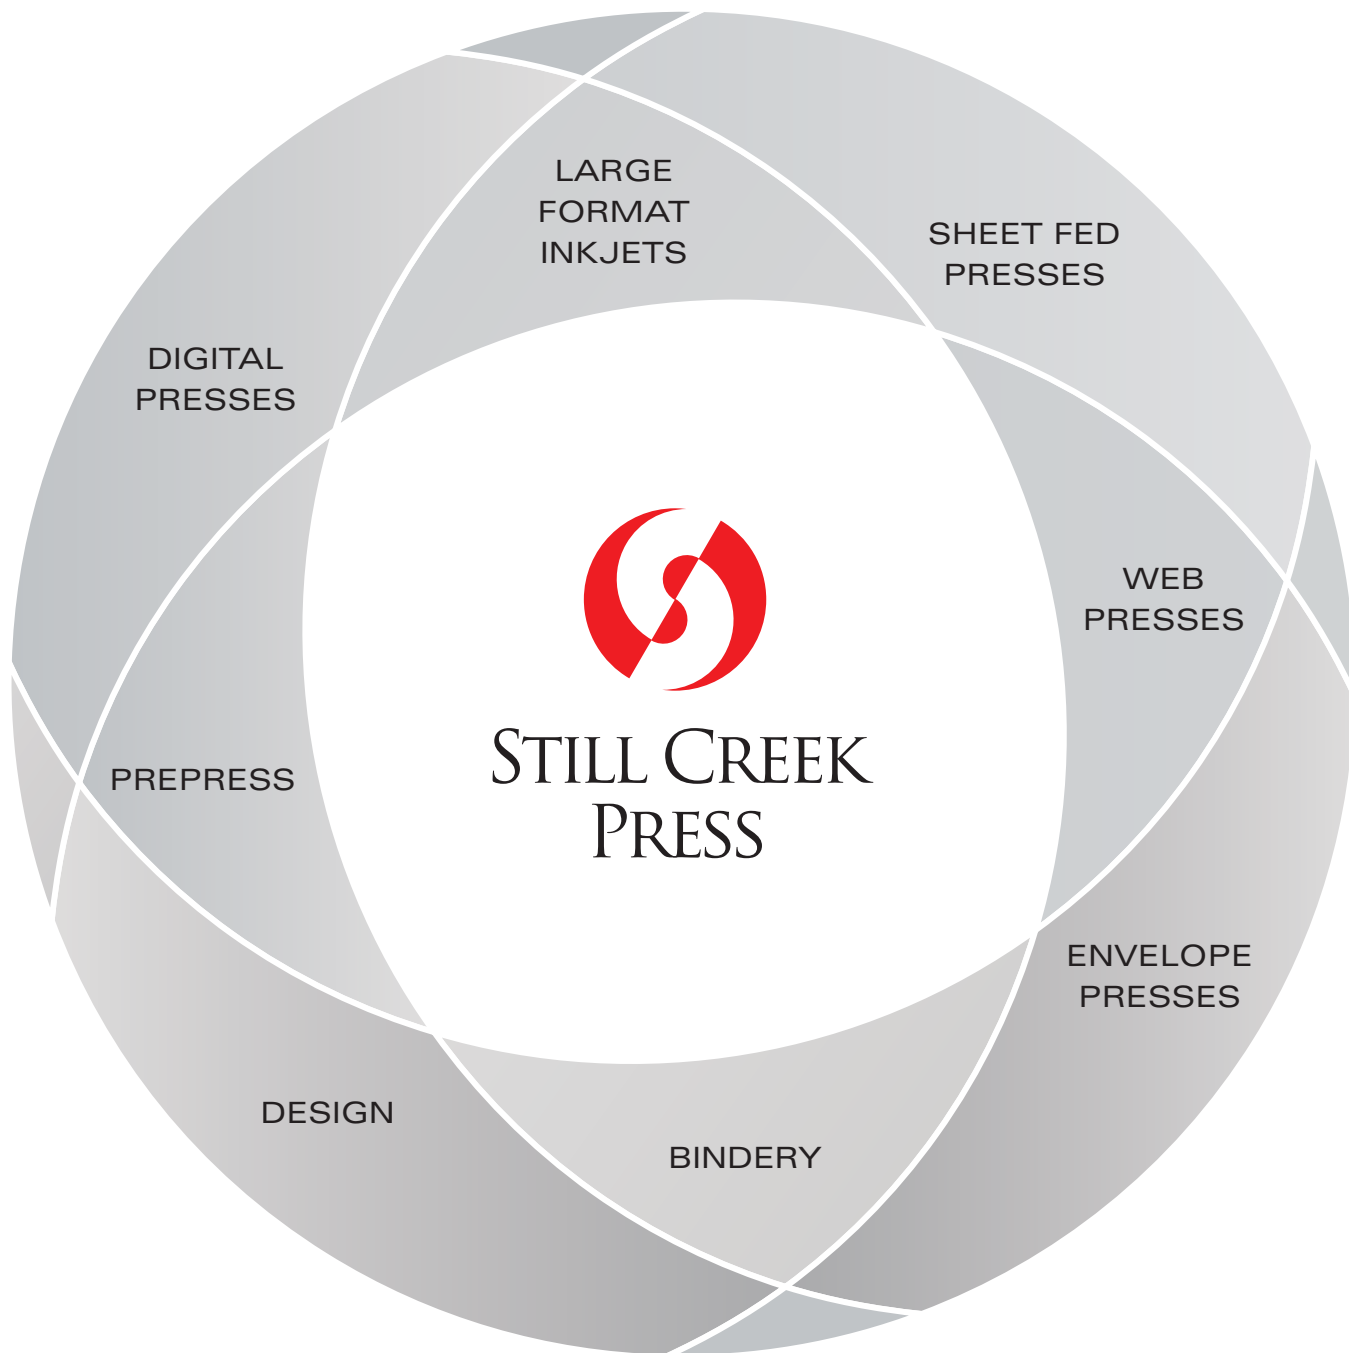 LARGE
FORMAT
INKJETS
SHEET FED
PRESSES
DIGITAL
PRESSES
WEB
PRESSES
STILL CREEK
PRESS
PREPRESS
ENVELOPE
PRESSES
DESIGN
BINDERY